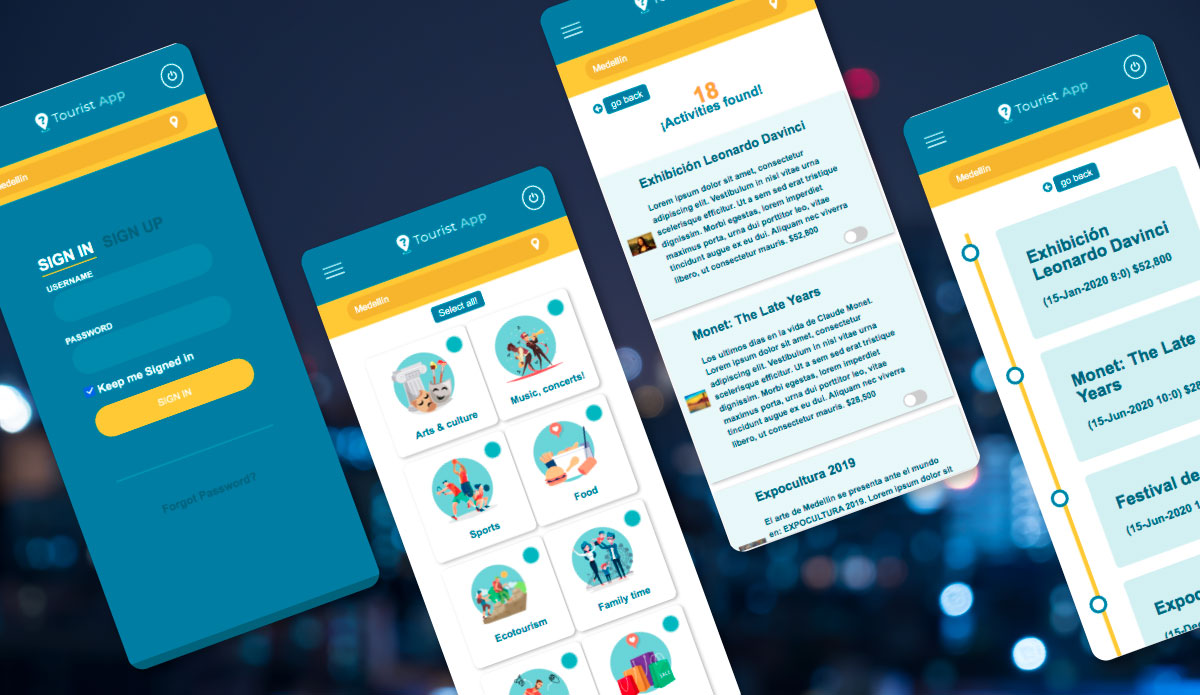 Tourist App
edellin
SIGN IN SIGN UP
USERNAME
PASSWORD
Keep me Signed in
SIGN IN
Forgot Password?
Tourist App
Medellin
Select all!
Arts & culture
Music, concerts!
Sports
Food
Ecotourism
Family time
SALE
Tourist App
Medellin
go back
18
¡Activities found!
Exhibición Leonardo Davinci
Lorem ipsum dolor sit amet, consectetur
adipiscing elit. Vestibulum in nisl vitae urna
scelerisque efficitur. Ut a sem sed erat tristique
dignissim. Morbi egestas, lorem imperdiet
maximus porta, urna dui porttitor leo, vitae
tincidunt augue ex eu dui. Aliquam nec viverra
libero, ut consectetur mauris. $52,800
Monet: The Late Years
Los ultimos dias en la vida de Claude Monet.
Lorem ipsum dolor sit amet, consectetur
adipiscing elit. Vestibulum in nisl vitae urna
scelerisque efficitur. Ut a sem sed erat tristique
dignissim. Morbi egestas, lorem imperdiet
maximus porta, urna dui porttitor leo, vitae
tincidunt augue ex eu dui. Aliquam nec viverra
libero, ut consectetur mauris. $28,500
Expocultura 2019
El arte de Medellin se presenta ante el mundo
en: EXPOCULTURA 2019. Lorem ipsum dolor sit
Tourist App
Medellin
go back
Exhibición
Leonardo Davinci
(15-Jan-2020 8:0) $52,800
Monet: The Late
Years
(15-Jun-2020 10:0) $28
Festival de
(15-Jun-2020 1
Expoc
(15-De